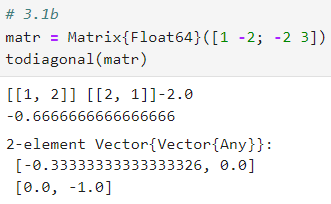 # 3.1b
matr = Matrix{Float64}([1 -2; -2 3])
todiagonal(matr)
[[1, 2]] [[2, 1]]-2.0
-0.6666666666666666
2-element Vector{Vector{Any}}:
[-0.33333333333333326, 0.0]
[0.0, -1.0]